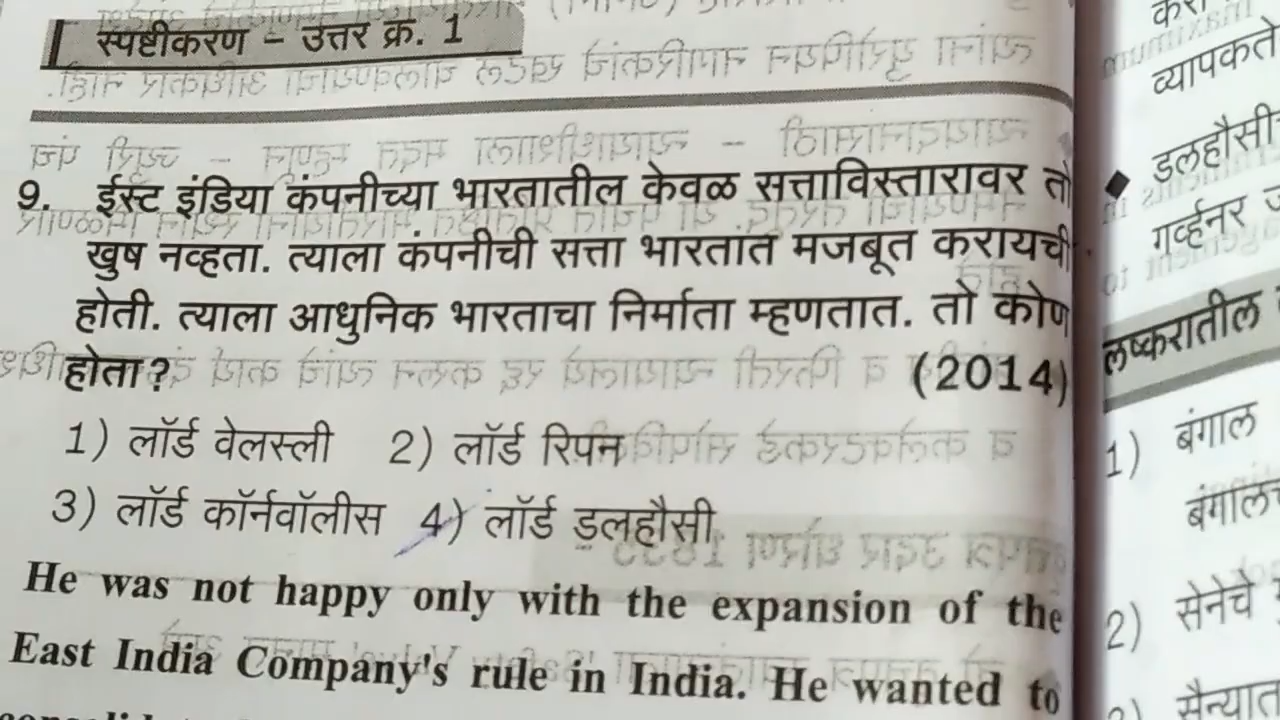 स्पष्टीकरण – उत्तर क्र. 1
9. ईस्ट इंडिया कंपनीच्या भारतातील केवळ सत्ताविस्तारावर तो
खुष नव्हता. त्याला कंपनीची सत्ता भारतात मजबूत करायची
होती. त्याला आधुनिक भारताचा निर्माता म्हणतात. तो कोण
होता? (2014)
1) लॉर्ड वेलस्ली 2) लॉर्ड रिपन
3) लॉर्ड कॉर्नवॉलीस 4) लॉर्ड डलहौसी
He was not happy only with the expansion of the
East India Company's rule in India. He wanted to
व्यापकते
◆ डलहौसी
गर्व्हनर
लष्करातील
1) बंगाल
2) सेनेचे
सैन्यात